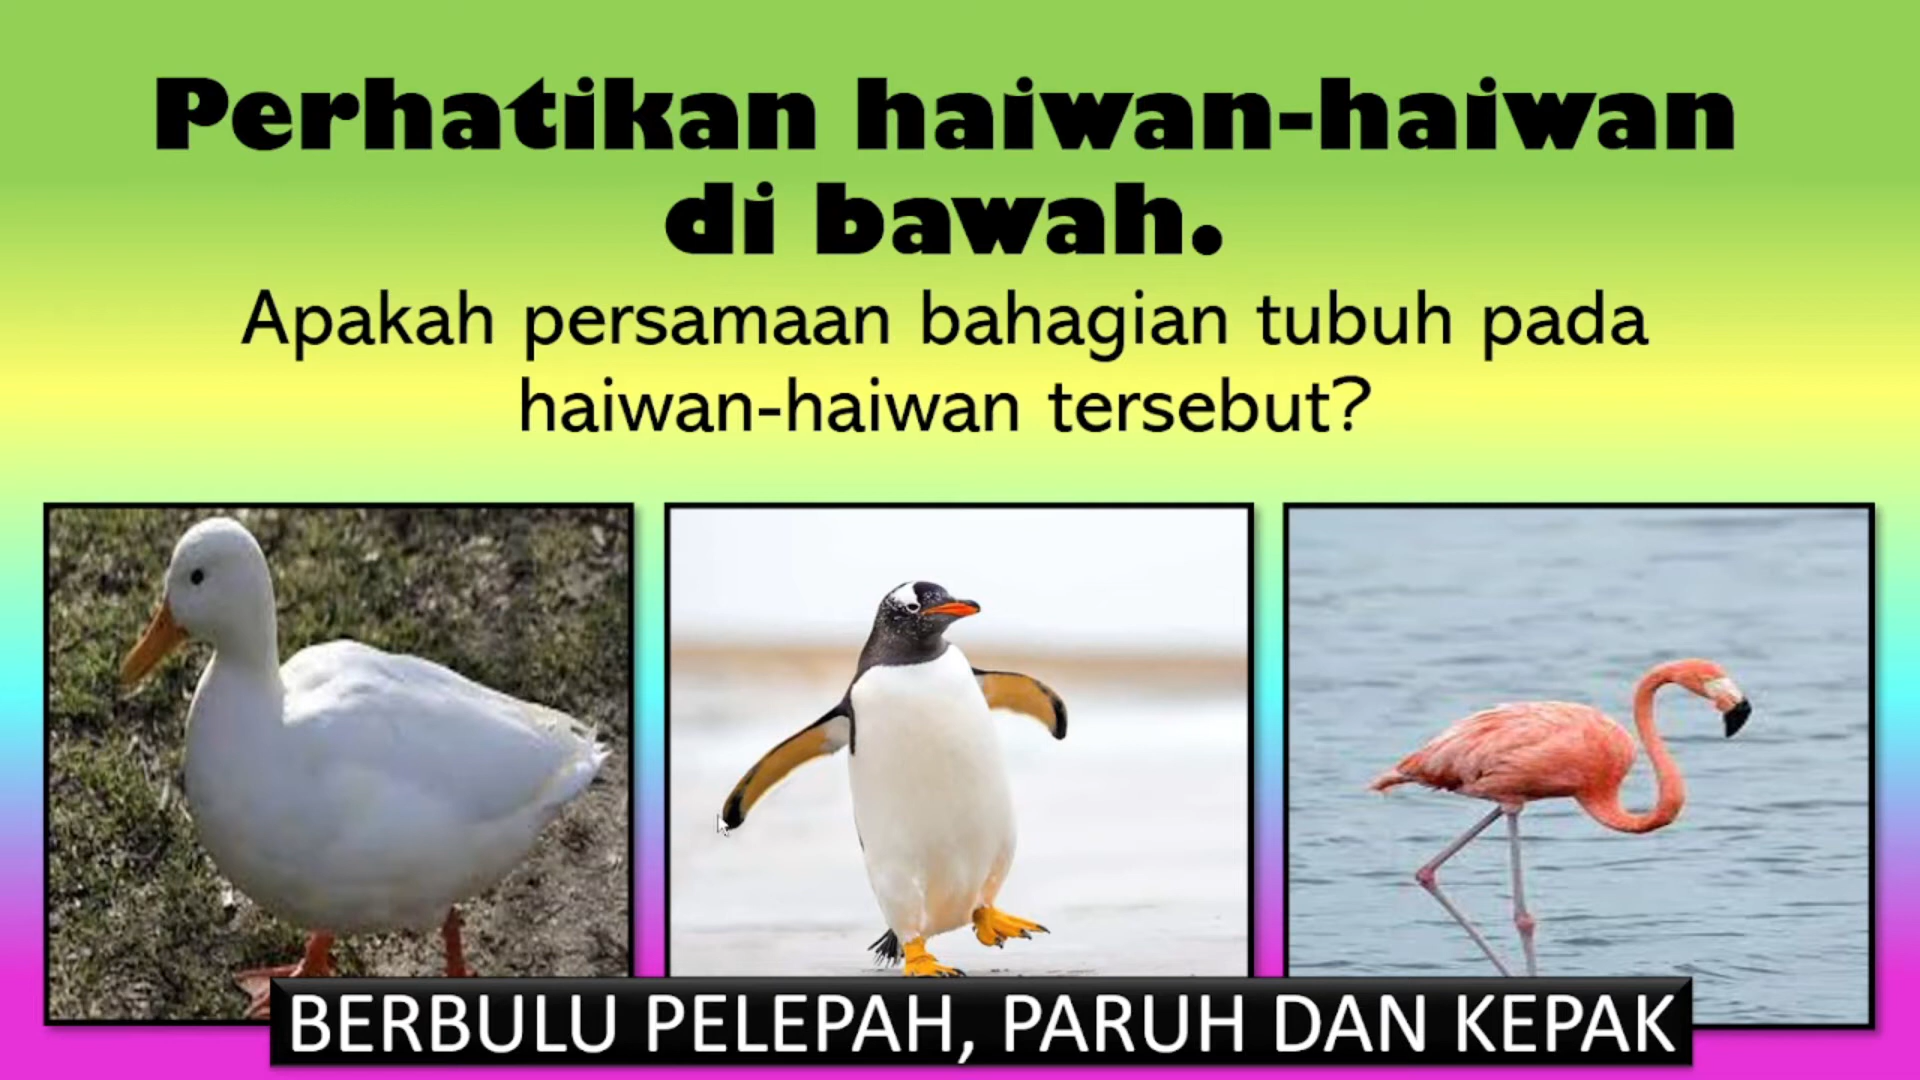 Perhatikan haiwan-haiwan
di bawah.
Apakah persamaan bahagian tubuh pada
haiwan-haiwan tersebut?
BERBULU PELEPAH, PARUH DAN KEPAK